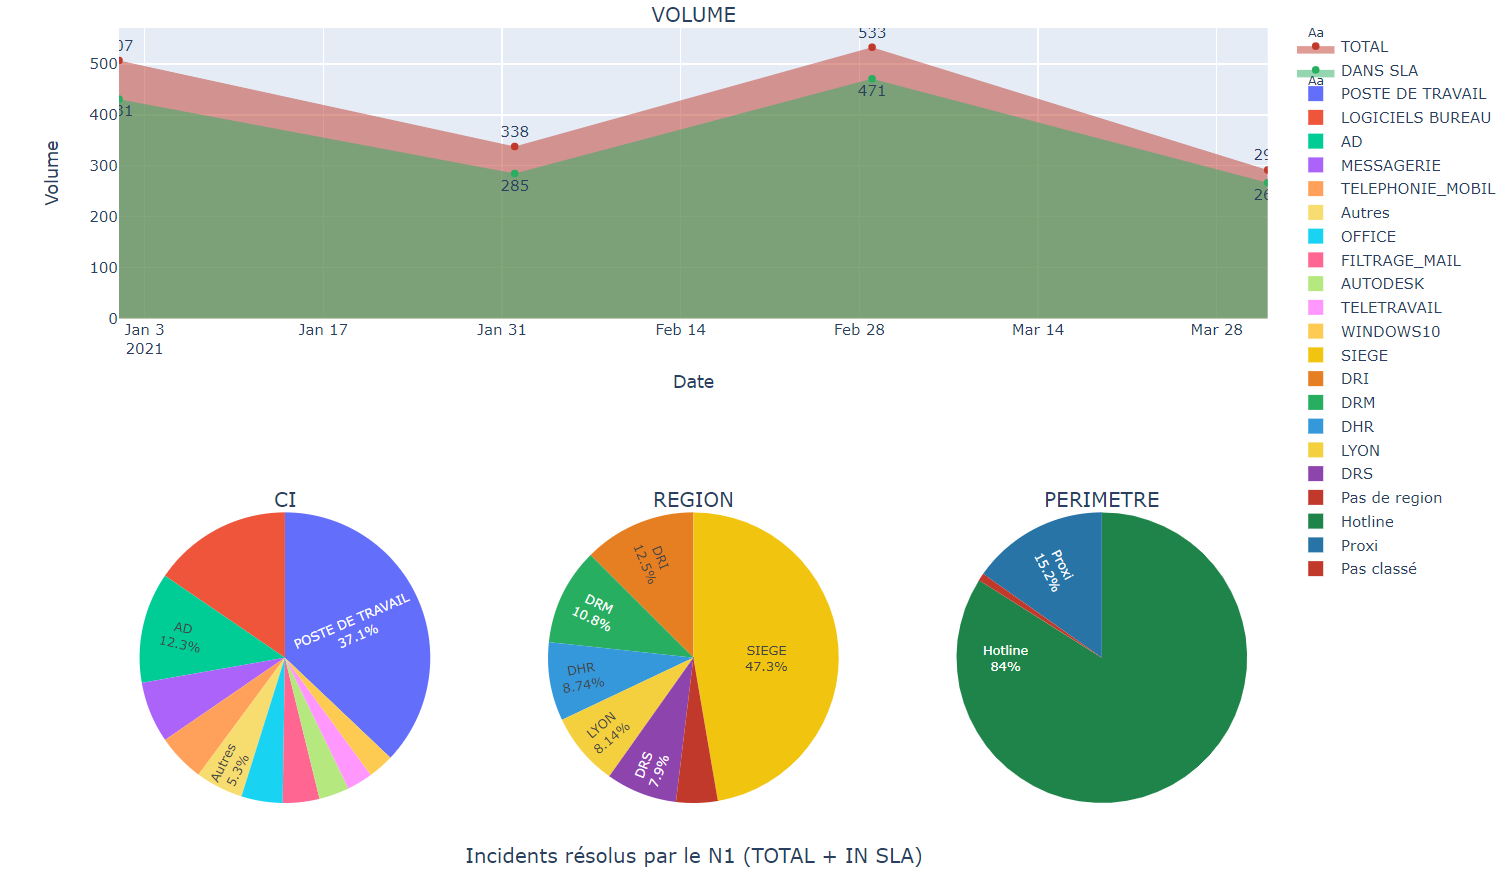 VOLUME
Volume
500
400
300
200
100
0
07
31
338
285
533
471
29
26
Jan 3
2021
Jan 17
Jan 31
Feb 14
Feb 28
Mar 14
Mar 28
Date
Aa
TOTAL
DANS SLA
Aa
POSTE DE TRAVAIL
LOGICIELS BUREAU
AD
MESSAGERIE
TELEPHONIE_MOBIL
Autres
OFFICE
FILTRAGE_MAIL
AUTODESK
TELETRAVAIL
WINDOWS10
SIEGE
DRI
DRM
DHR
LYON
DRS
Pas de region
Hotline
Proxi
Pas classé
CI
POSTE DE TRAVAIL
37.1%
AD
12.3%
Autres
5.3%
REGION
DRI
12.5%
DRM
10.8%
DHR
8.74%
LYON
8.14%
DRS
7.9%
SIEGE
47.3%
PERIMETRE
Proxi
15.2%
Hotline
84%
Incidents résolus par le N1 (TOTAL + IN SLA)